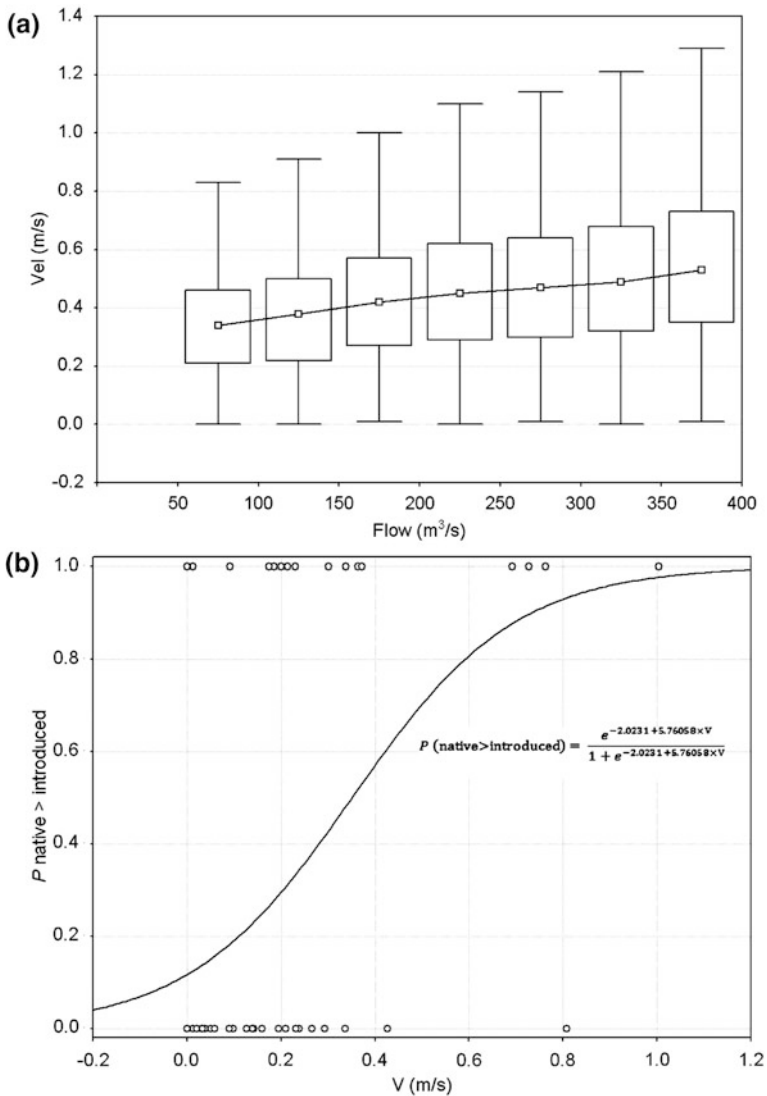 (a)
1.4
1.2
1.0
0.8
0.6
0.4
0.2
0.0
-0.2
Vel (m/s)
50 100 150 200 250 300 350 400
Flow (m³/s)
(b)
1.0
0.8
0.6
0.4
0.2
0.0
P native > introduced
P (native>introduced) = e^−2.0231+5.76058×V / 1 + e^−2.0231+5.76058×V
-0.2 0.0 0.2 0.4 0.6 0.8 1.0 1.2
V (m/s)